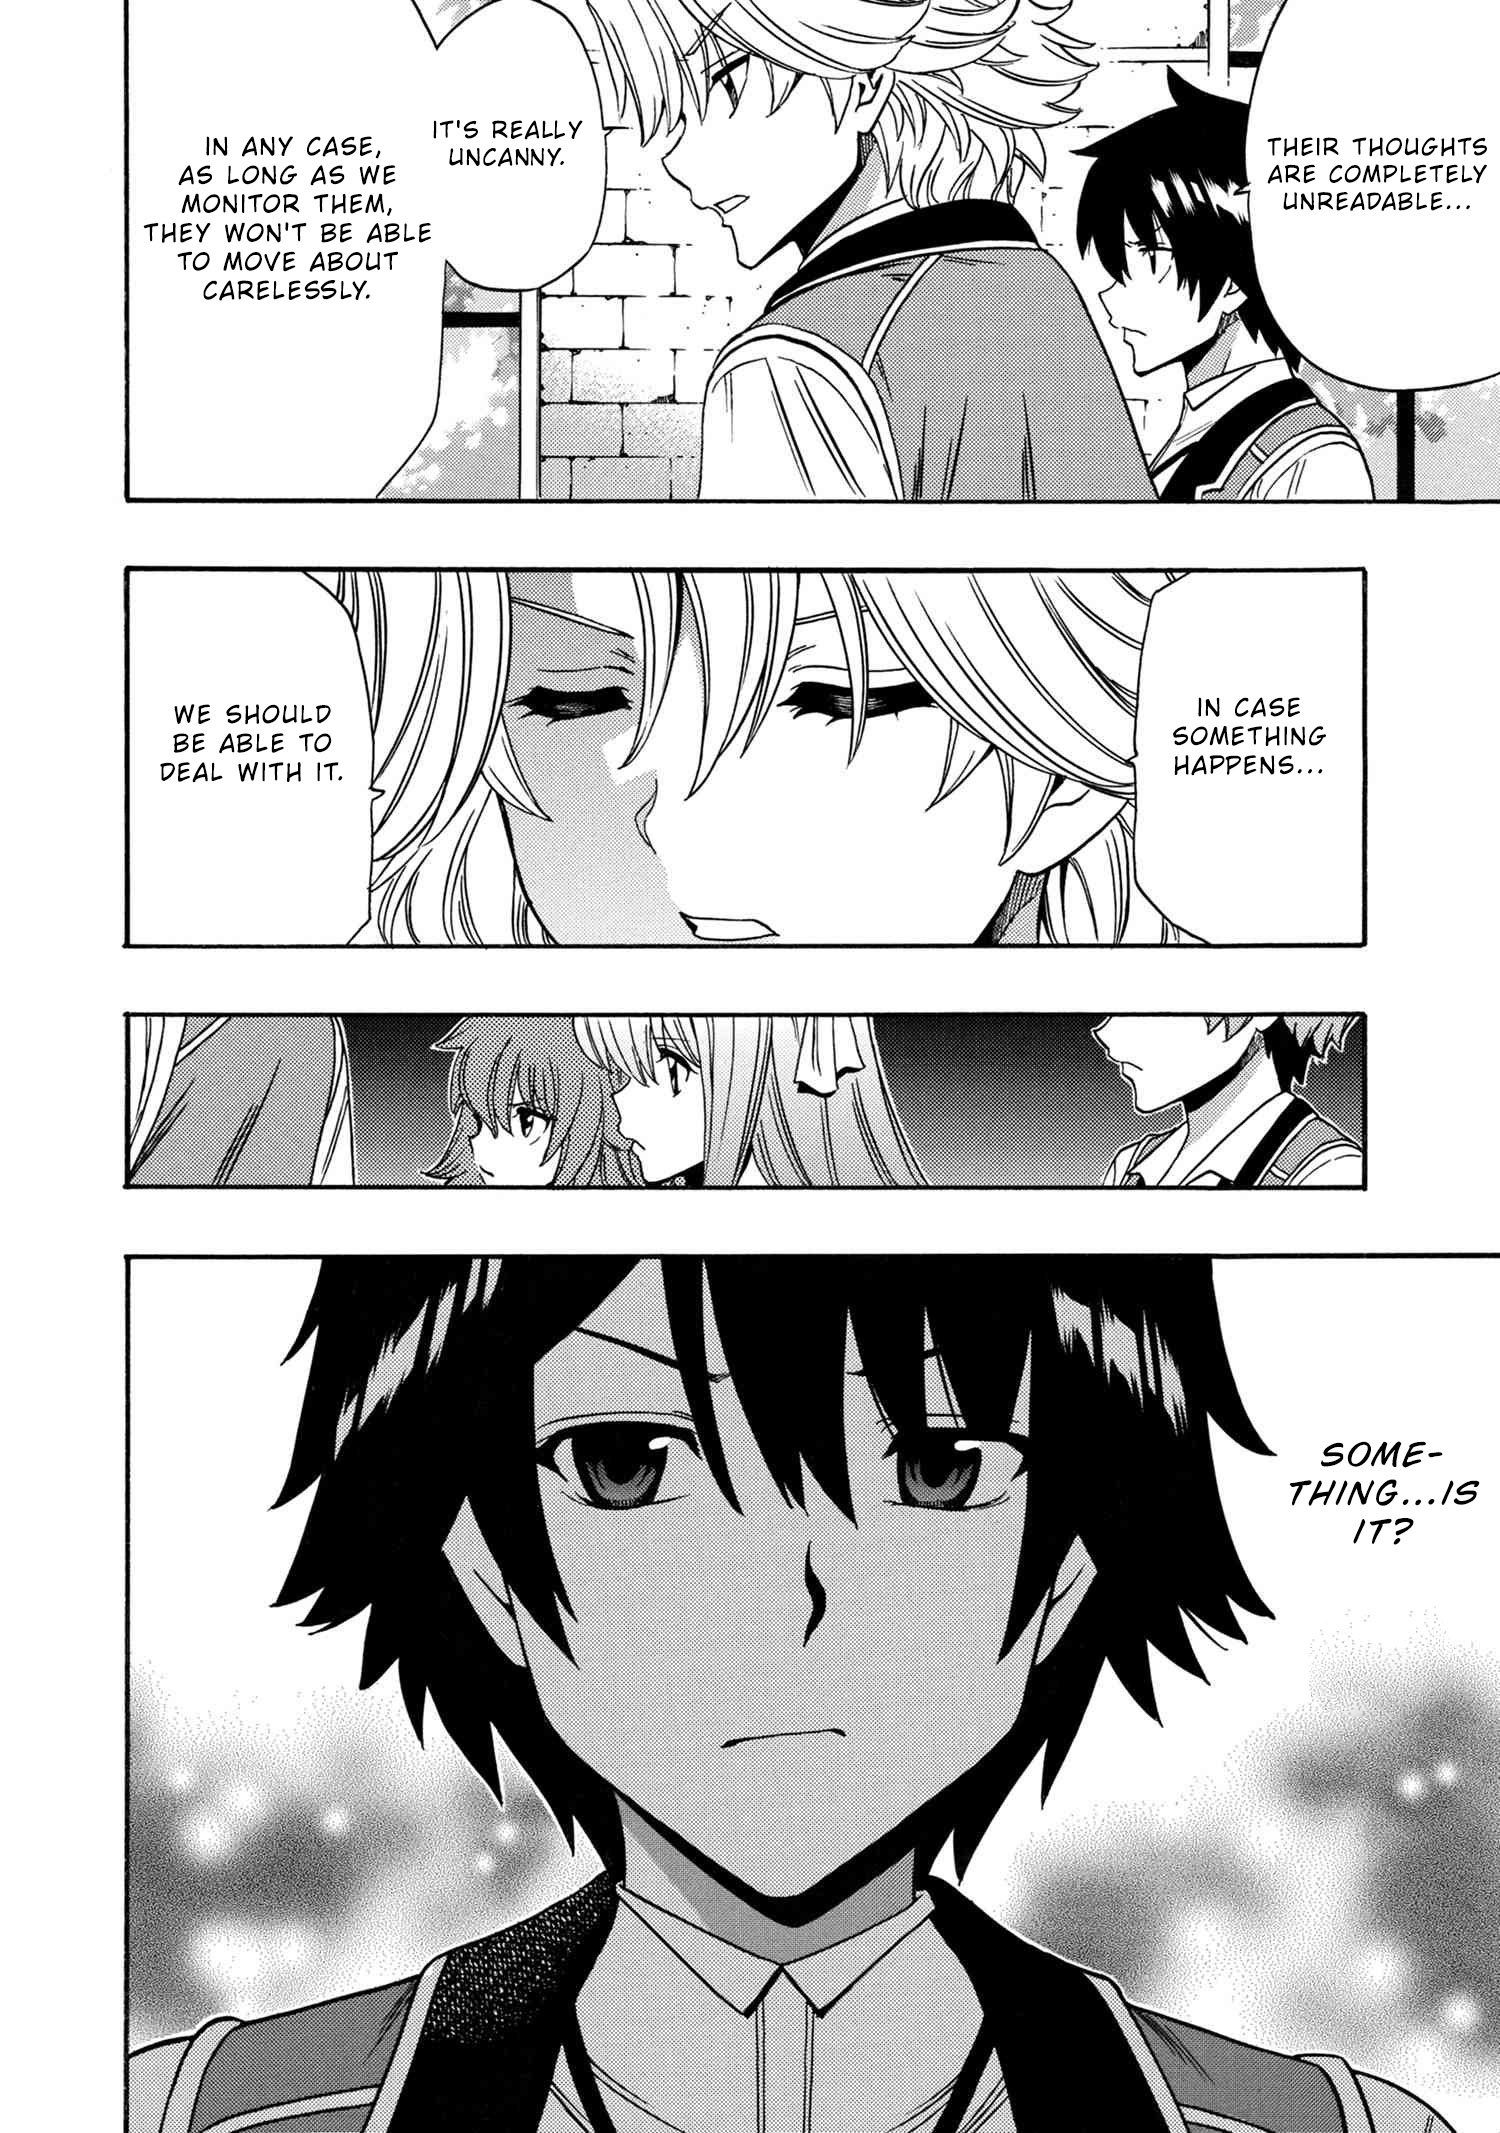 THEIR THOUGHTS
ARE COMPLETELY
UNREADABLE...
IT'S REALLY
UNCANNY.
IN ANY CASE,
AS LONG AS WE
MONITOR THEM,
THEY WON'T BE ABLE
TO MOVE ABOUT
CARELESSLY.
IN CASE
SOMETHING
HAPPENS...
WE SHOULD
BE ABLE TO
DEAL WITH IT.
SOME-
THING...IS
IT?